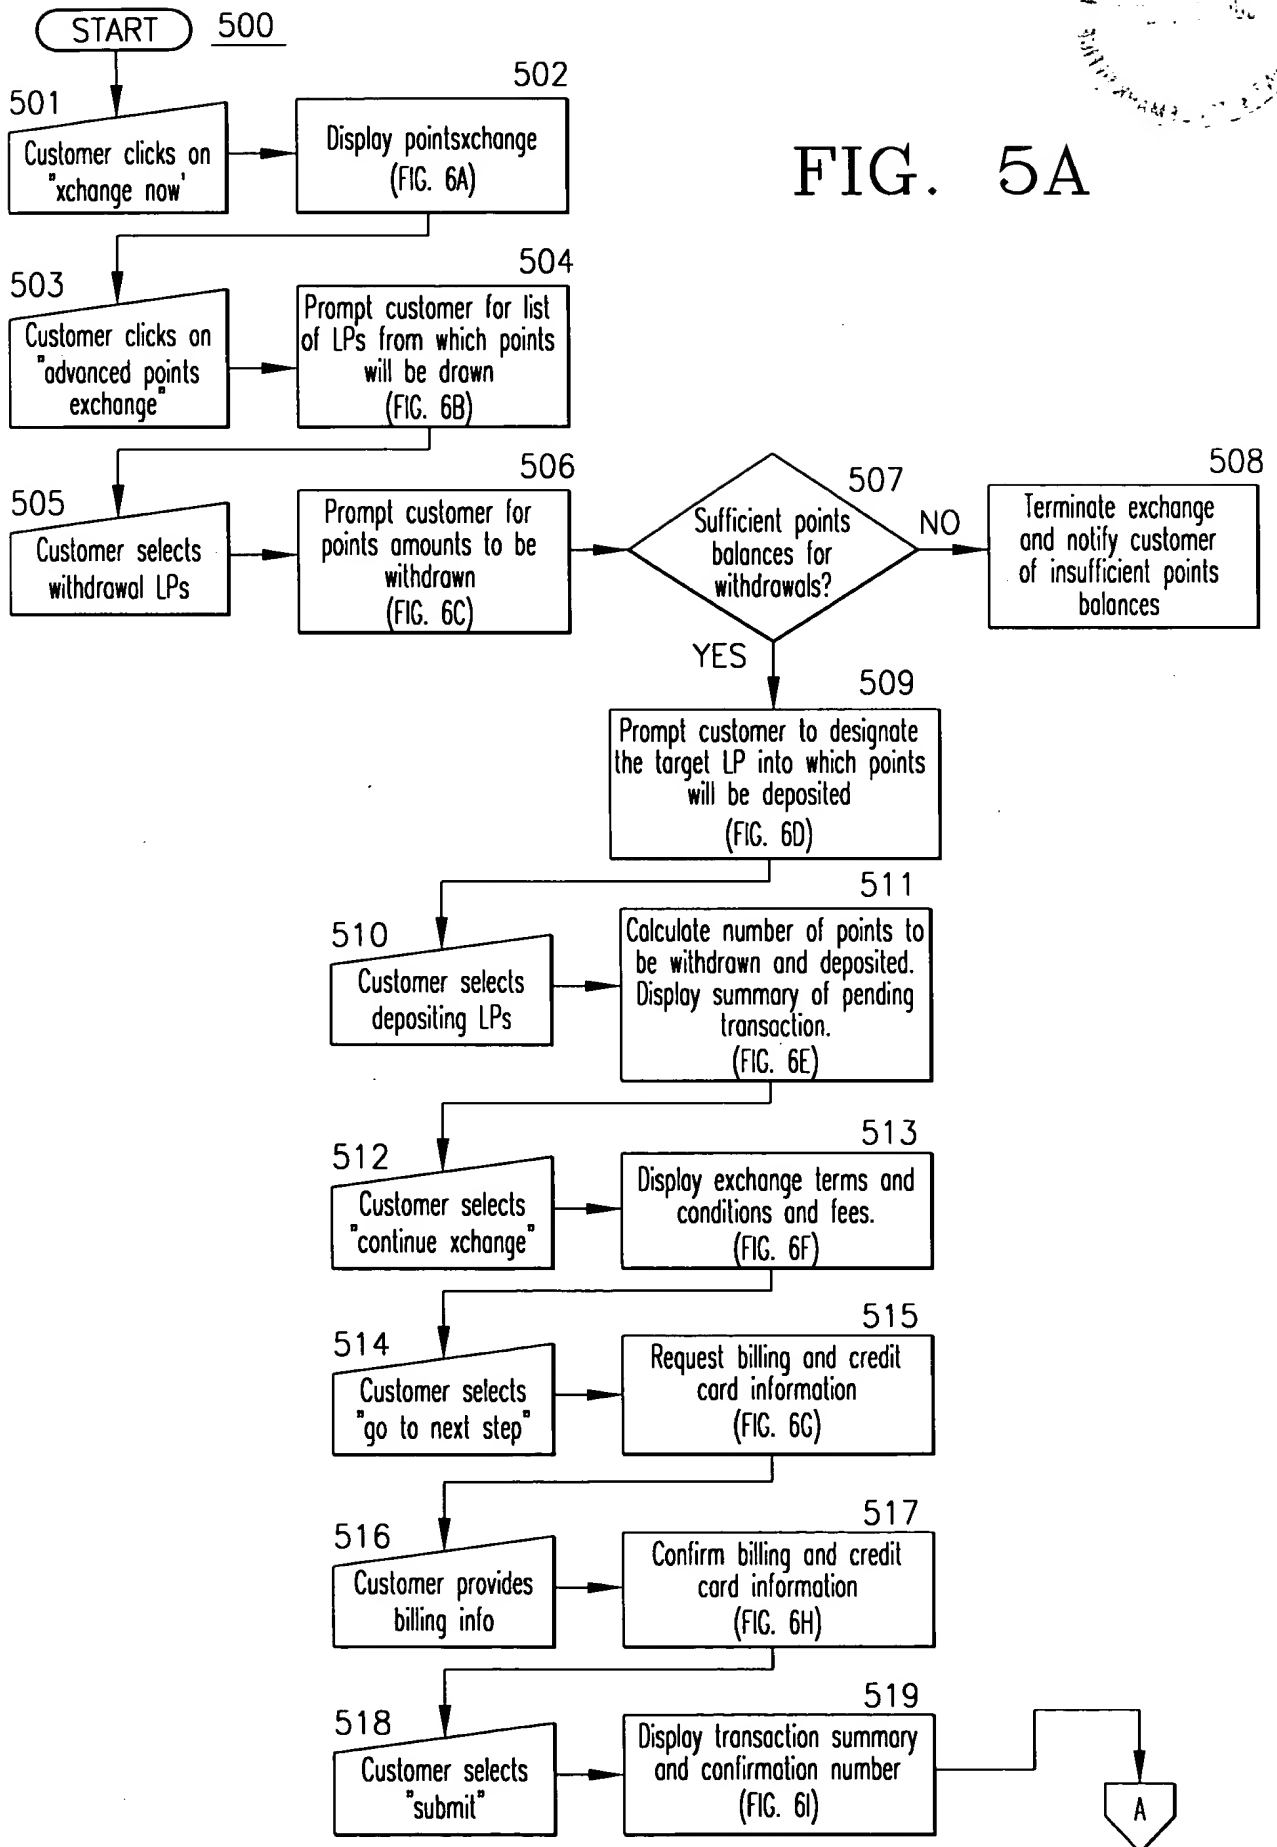 START 500
FIG. 5A
501
Customer clicks on
"xchange now'
502
Display pointsxchange
(FIG. 6A)
503
Customer clicks on
"advanced points
exchange"
504
Prompt customer for list
of LPs from which points
will be drawn
(FIG. 6B)
505
Customer selects
withdrawal LPs
506
Prompt customer for
points amounts to be
withdrawn
(FIG. 6C)
507
Sufficient points
balances for
withdrawals?
NO
508
Terminate exchange
and notify customer
of insufficient points
balances
YES
509
Prompt customer to designate
the target LP into which points
will be deposited
(FIG. 6D)
510
Customer selects
depositing LPs
511
Calculate number of points to
be withdrawn and deposited.
Display summary of pending
transaction.
(FIG. 6E)
512
Customer selects
"continue xchange"
513
Display exchange terms and
conditions and fees.
(FIG. 6F)
514
Customer selects
"go to next step"
515
Request billing and credit
card information
(FIG. 6G)
516
Customer provides
billing info
517
Confirm billing and credit
card information
(FIG. 6H)
518
Customer selects
"submit"
519
Display transaction summary
and confirmation number
(FIG. 6I)
A